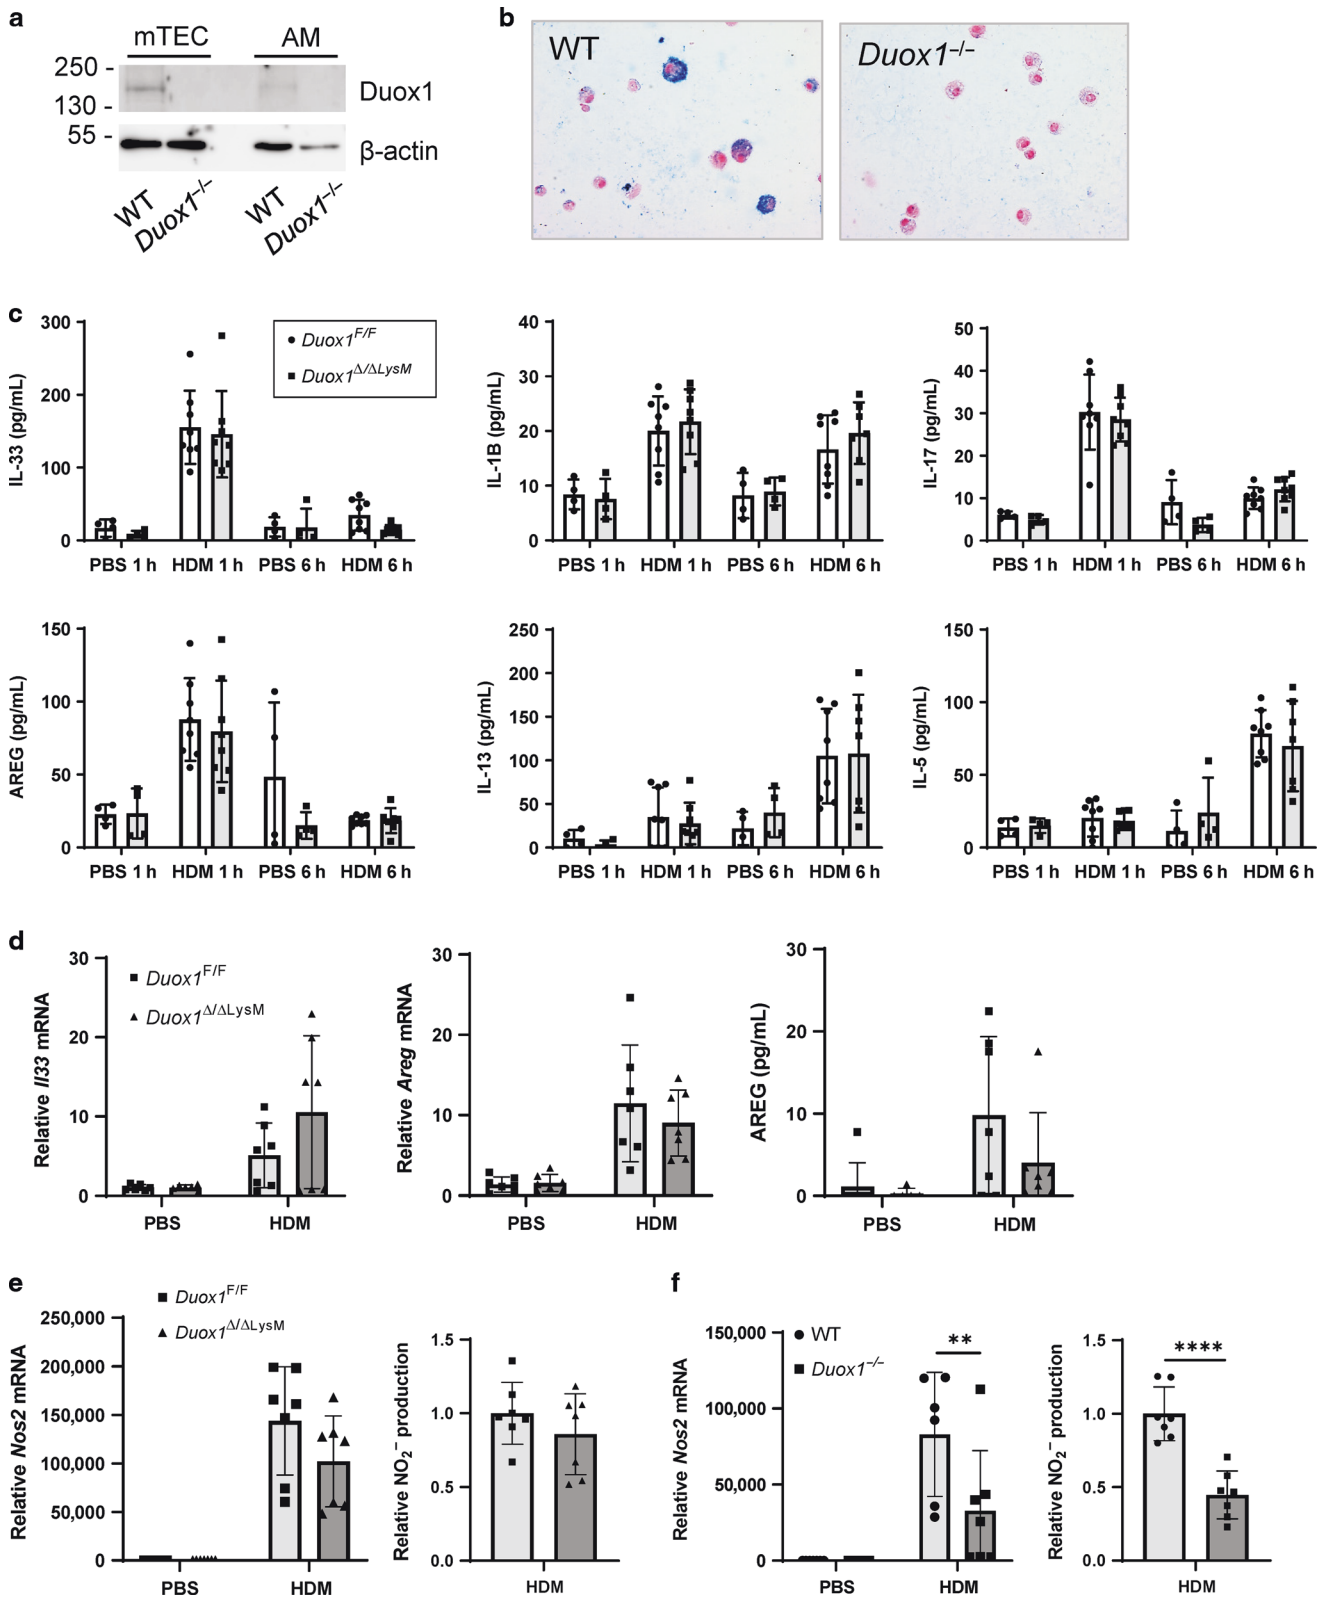 a
mTEC AM
250 -
130 -
Duox1
55 -
β-actin
WT Duox1–/– WT Duox1–/–
b
WT
Duox1–/–
c
IL-33 (pg/mL)
300
200
100
0
Duox1F/F
Duox1Δ/ΔLysM
PBS 1 h HDM 1 h PBS 6 h HDM 6 h
IL-1B (pg/mL)
40
30
20
10
0
PBS 1 h HDM 1 h PBS 6 h HDM 6 h
IL-17 (pg/mL)
50
40
30
20
10
0
PBS 1 h HDM 1 h PBS 6 h HDM 6 h
AREG (pg/mL)
150
100
50
0
PBS 1 h HDM 1 h PBS 6 h HDM 6 h
IL-13 (pg/mL)
250
200
150
100
50
0
PBS 1 h HDM 1 h PBS 6 h HDM 6 h
IL-5 (pg/mL)
150
100
50
0
PBS 1 h HDM 1 h PBS 6 h HDM 6 h
d
Relative Il33 mRNA
30
20
10
0
Duox1F/F
Duox1Δ/ΔLysM
PBS HDM
Relative Areg mRNA
30
20
10
0
PBS HDM
AREG (pg/mL)
30
20
10
0
PBS HDM
e
Relative Nos2 mRNA
250,000
200,000
150,000
100,000
50,000
0
Duox1F/F
Duox1Δ/ΔLysM
PBS HDM
Relative NO2– production
1.5
1.0
0.5
0.0
HDM
f
Relative Nos2 mRNA
150,000
100,000
50,000
0
WT
Duox1–/–
**
PBS HDM
Relative NO2– production
1.5
1.0
0.5
0.0
****
HDM